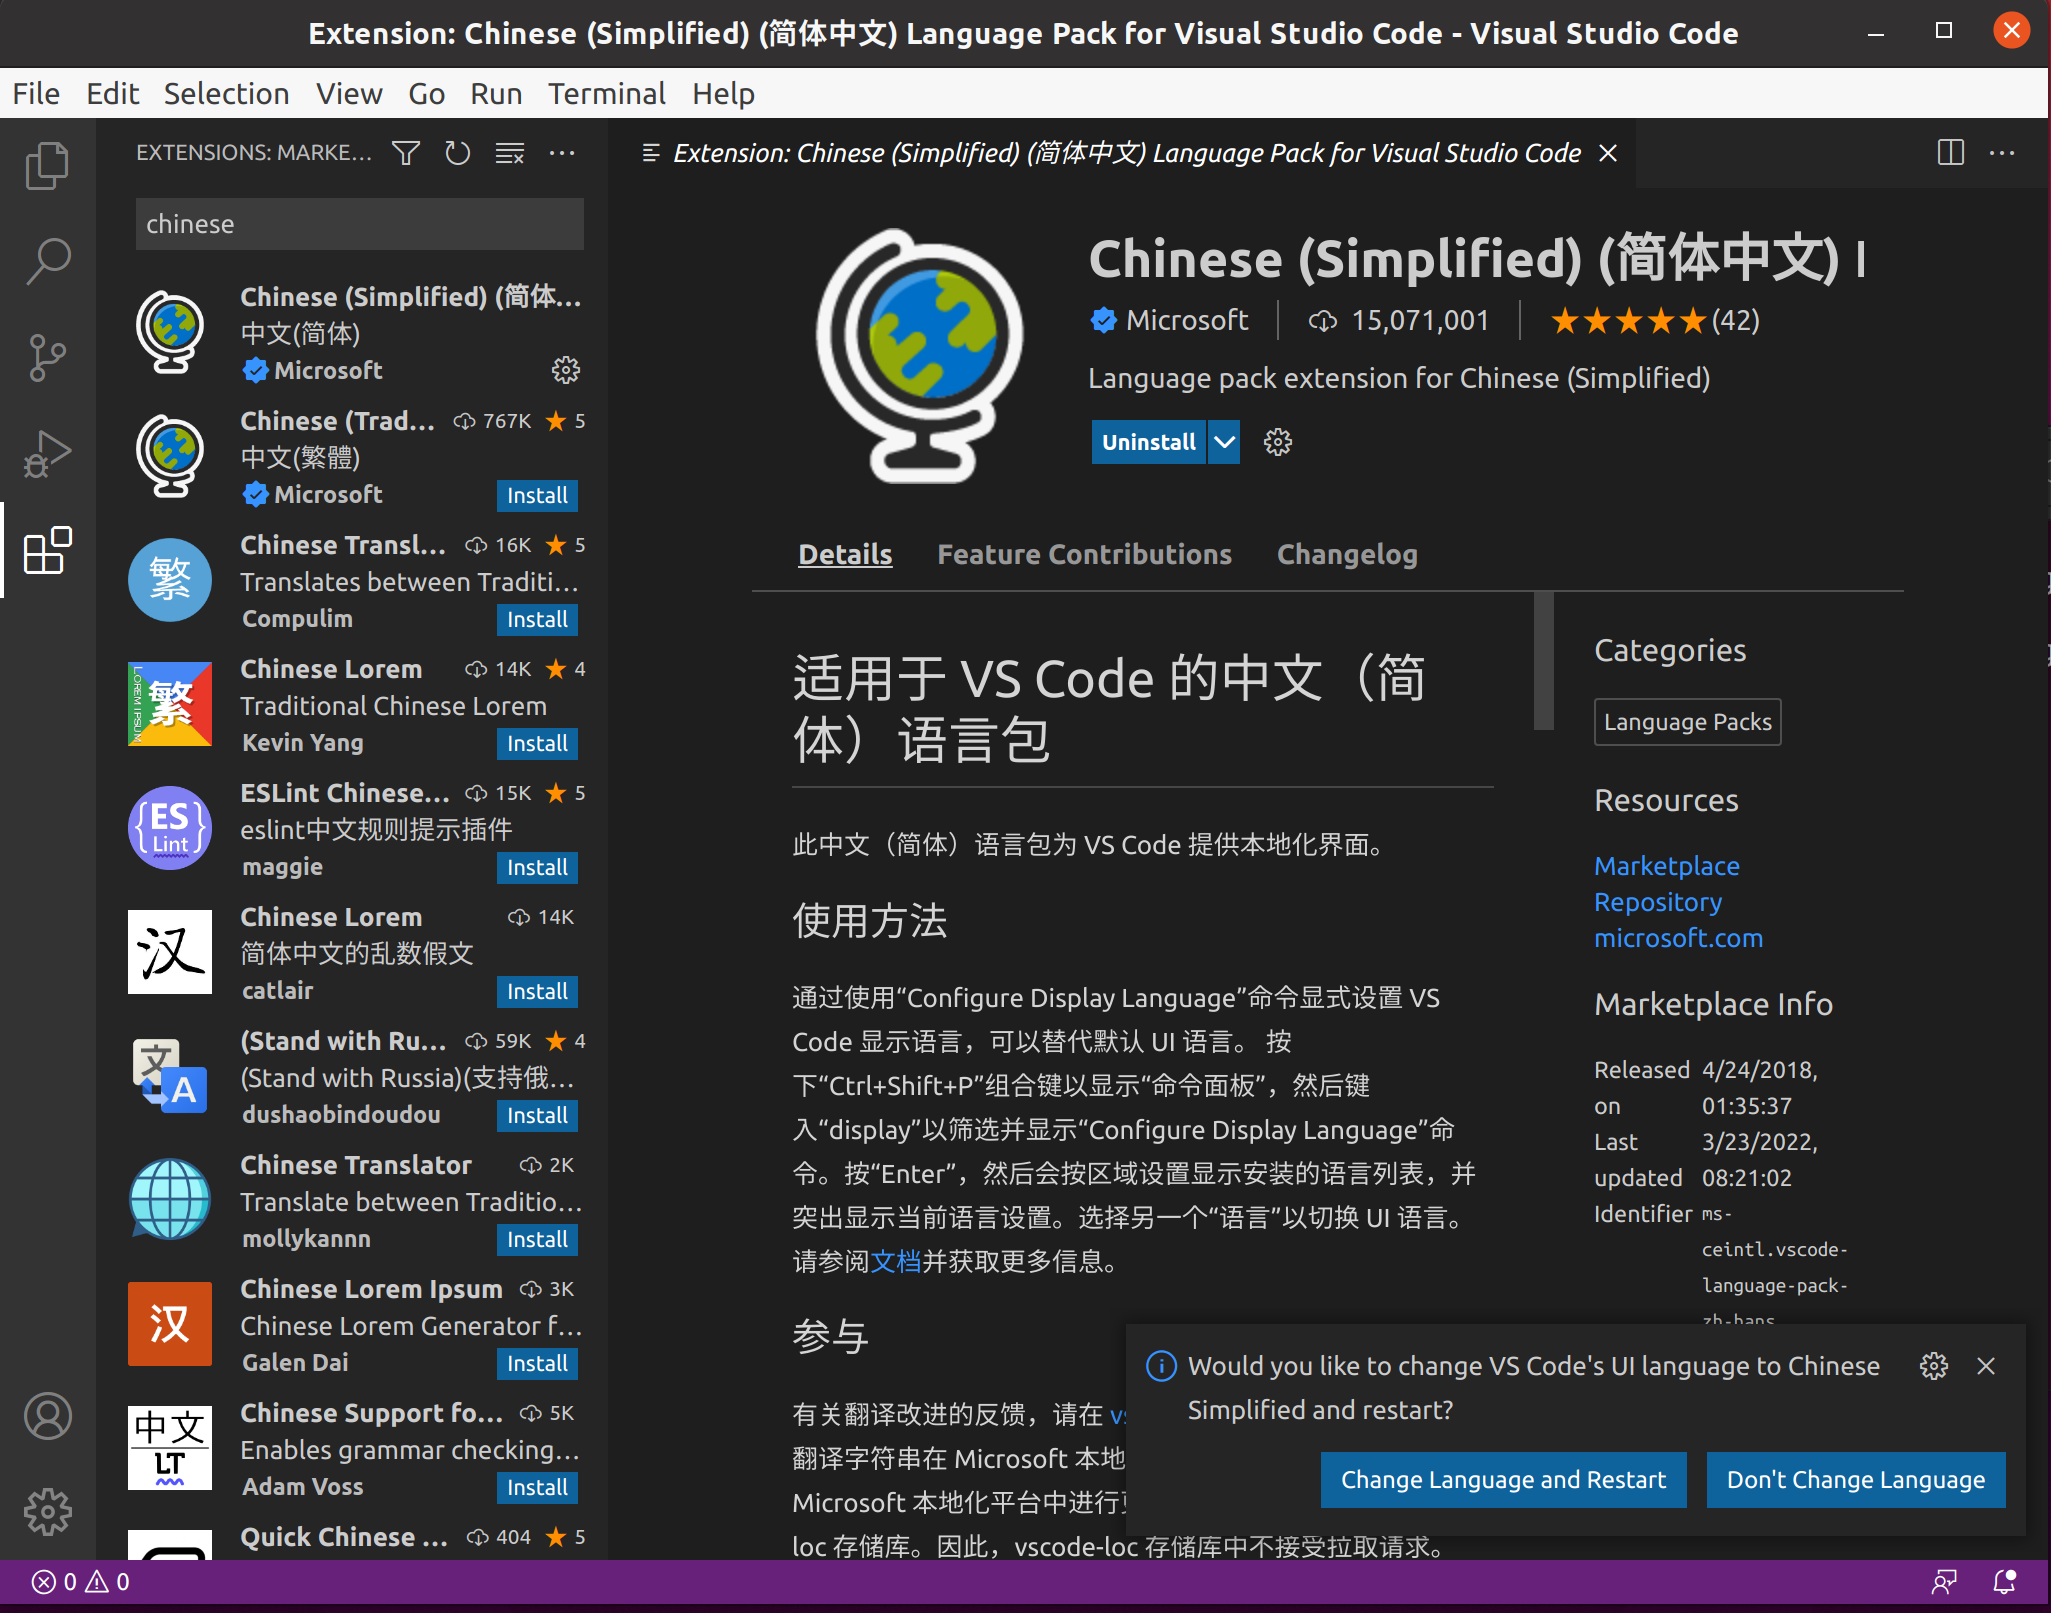 Extension: Chinese (Simplified) (简体中文) Language Pack for Visual Studio Code - Visual Studio Code
File Edit Selection View Go Run Terminal Help
EXTENSIONS: MARKE...
chinese
Chinese (Simplified) (简体...
中文(简体)
Microsoft
Chinese (Trad... 767K ★ 5
中文(繁體)
Microsoft Install
繁
Chinese Transl... 16K ★ 5
Translates between Traditi...
Compulim Install
LOREM IPSUM
繁
Chinese Lorem 14K ★ 4
Traditional Chinese Lorem
Kevin Yang Install
{ES}
Lint
ESLint Chinese... 15K ★ 5
eslint中文规则提示插件
maggie Install
汉
Chinese Lorem 14K
简体中文的乱数假文
catlair Install
文
A
(Stand with Ru... 59K ★ 4
(Stand with Russia)(支持俄...
dushaobindoudou Install
Chinese Translator 2K
Translate between Traditio...
mollykannn Install
汉
Chinese Lorem Ipsum 3K
Chinese Lorem Generator f...
Galen Dai Install
中文
LT
Chinese Support fo... 5K
Enables grammar checking...
Adam Voss Install
Quick Chinese ... 404 ★ 5
Extension: Chinese (Simplified) (简体中文) Language Pack for Visual Studio Code
Chinese (Simplified) (简体中文)
Microsoft 15,071,001 ★★★★★(42)
Language pack extension for Chinese (Simplified)
Uninstall
Details Feature Contributions Changelog
适用于 VS Code 的中文（简
体）语言包
此中文（简体）语言包为 VS Code 提供本地化界面。
使用方法
通过使用“Configure Display Language”命令显式设置 VS
Code 显示语言，可以替代默认 UI 语言。 按
下“Ctrl+Shift+P”组合键以显示“命令面板”，然后键
入“display”以筛选并显示“Configure Display Language”命
令。按“Enter”，然后会按区域设置显示安装的语言列表，并
突出显示当前语言设置。选择另一个“语言”以切换 UI 语言。
请参阅文档并获取更多信息。
参与
有关翻译改进的反馈，请在 vs
翻译字符串在 Microsoft 本地
Microsoft 本地化平台中进行
loc 存储库。因此，vscode-loc 存储库中不接受拉取请求。
Categories
Language Packs
Resources
Marketplace
Repository
microsoft.com
Marketplace Info
Released on 4/24/2018, 01:35:37
Last updated 3/23/2022, 08:21:02
Identifier ms-
ceintl.vscode-
language-pack-
zh-hans
Would you like to change VS Code's UI language to Chinese
Simplified and restart?
Change Language and Restart Don't Change Language
0 0